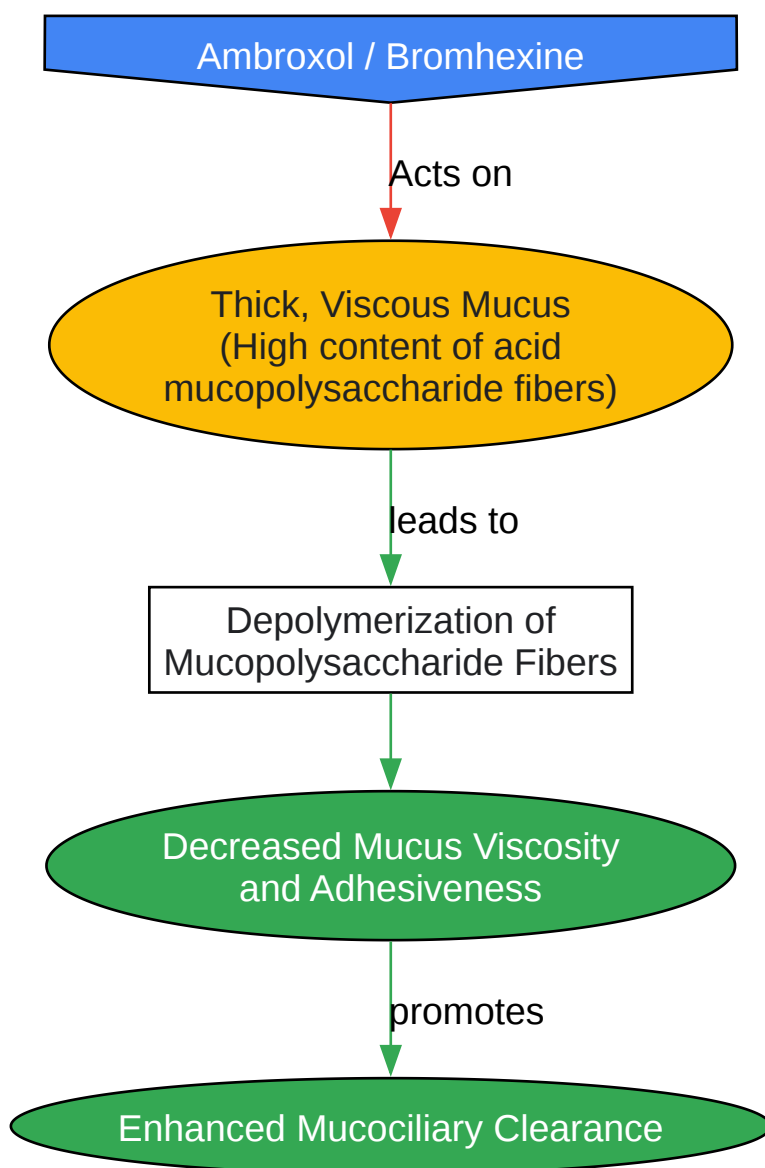 Ambroxol / Bromhexine
Acts on
Thick, Viscous Mucus
(High content of acid
mucopolysaccharide fibers)
leads to
Depolymerization of
Mucopolysaccharide Fibers
Decreased Mucus Viscosity
and Adhesiveness
promotes
Enhanced Mucociliary Clearance